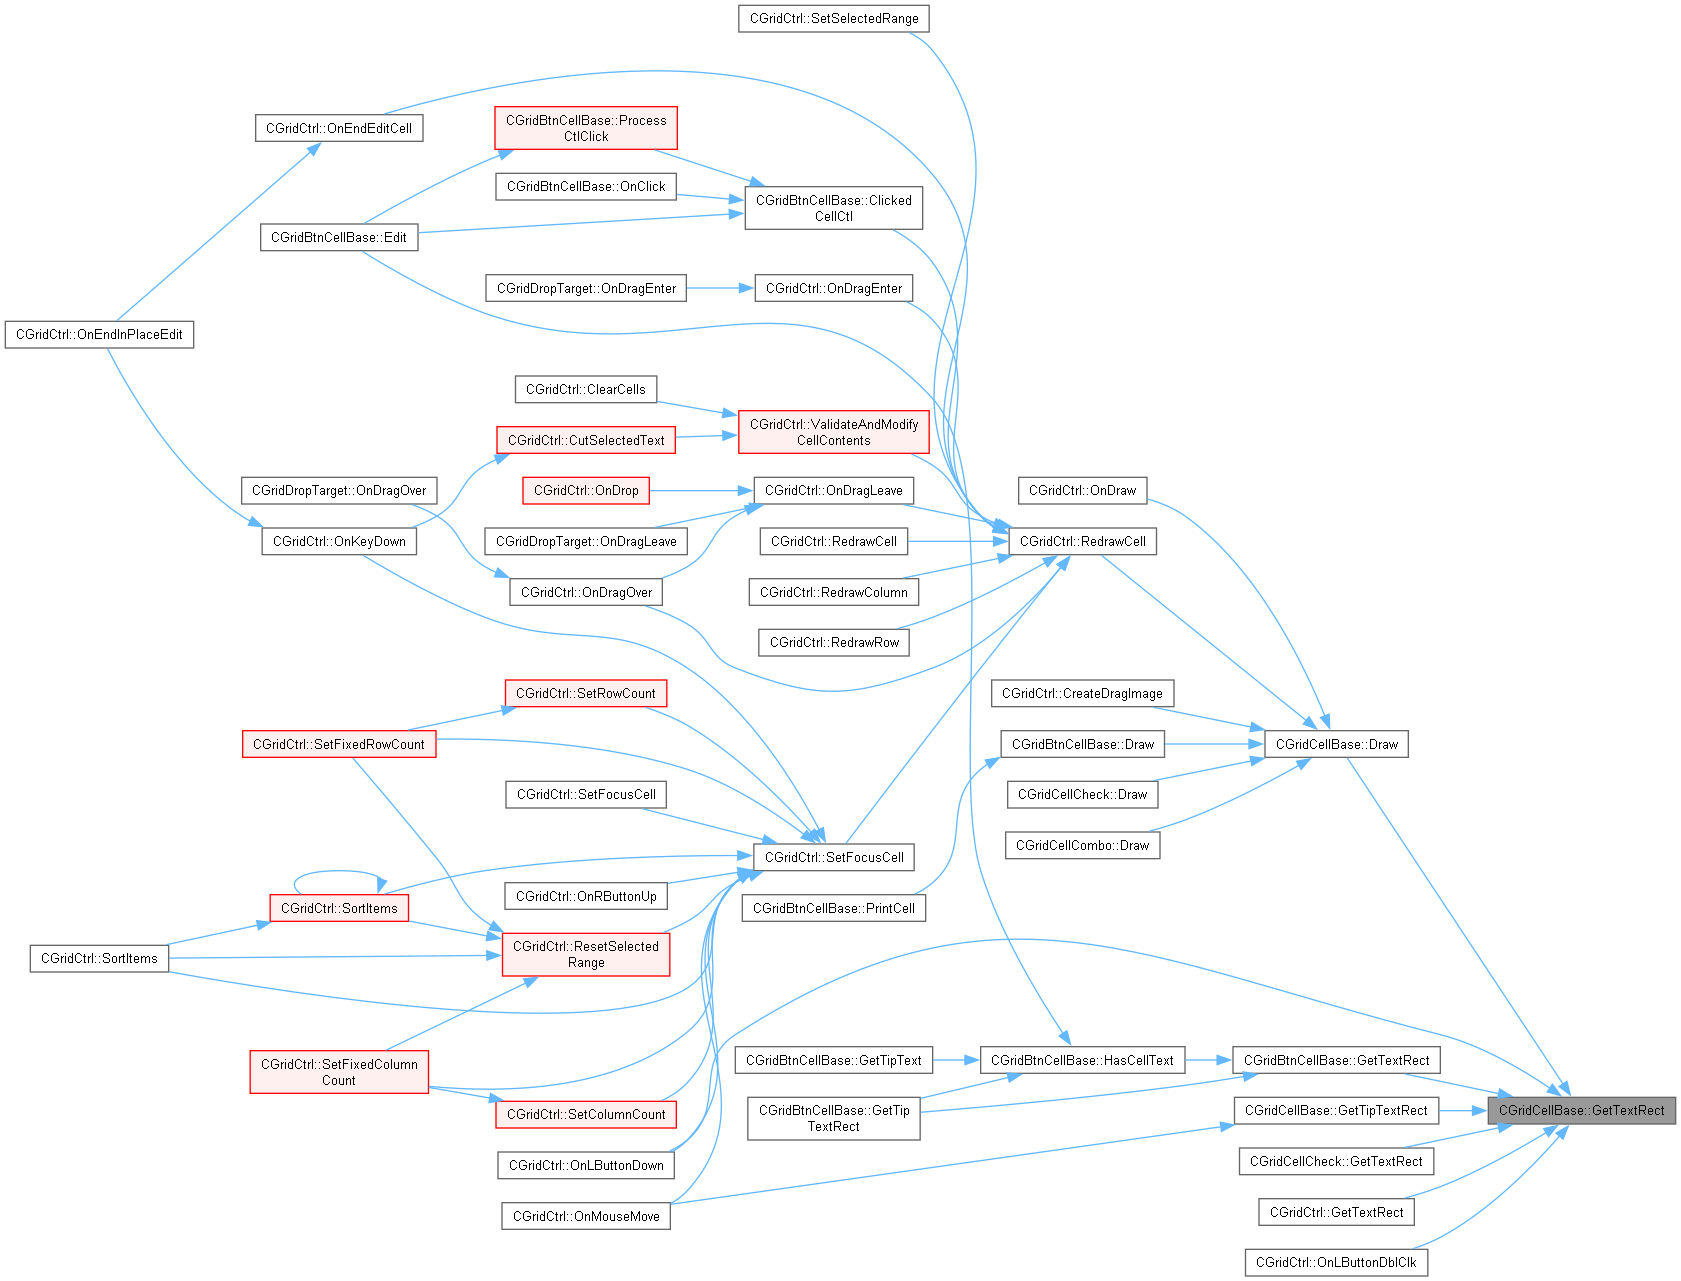 CGridCtrl::SetSelectedRange
CGridCtrl::OnEndEditCell
CGridBtnCellBase::Process
CtlClick
CGridBtnCellBase::OnClick
CGridBtnCellBase::Clicked
CellCtl
CGridBtnCellBase::Edit
CGridDropTarget::OnDragEnter
CGridCtrl::OnDragEnter
CGridCtrl::OnEndInPlaceEdit
CGridCtrl::ClearCells
CGridCtrl::ValidateAndModify
CellContents
CGridCtrl::CutSelectedText
CGridDropTarget::OnDragOver
CGridCtrl::OnDrop
CGridCtrl::OnDragLeave
CGridCtrl::OnDraw
CGridCtrl::OnKeyDown
CGridDropTarget::OnDragLeave
CGridCtrl::RedrawCell
CGridCtrl::RedrawCell
CGridCtrl::OnDragOver
CGridCtrl::RedrawColumn
CGridCtrl::RedrawRow
CGridCtrl::SetRowCount
CGridCtrl::CreateDragImage
CGridCtrl::SetFixedRowCount
CGridBtnCellBase::Draw
CGridCellBase::Draw
CGridCtrl::SetFocusCell
CGridCellCheck::Draw
CGridCellCombo::Draw
CGridCtrl::SetFocusCell
CGridCtrl::OnRButtonUp
CGridCtrl::SortItems
CGridBtnCellBase::PrintCell
CGridCtrl::SortItems
CGridCtrl::ResetSelected
Range
CGridBtnCellBase::GetTipText
CGridBtnCellBase::HasCellText
CGridBtnCellBase::GetTextRect
CGridCtrl::SetFixedColumn
Count
CGridCtrl::SetColumnCount
CGridBtnCellBase::GetTip
TextRect
CGridCellBase::GetTipTextRect
CGridCellBase::GetTextRect
CGridCtrl::OnLButtonDown
CGridCellCheck::GetTextRect
CGridCtrl::OnMouseMove
CGridCtrl::GetTextRect
CGridCtrl::OnLButtonDblClk